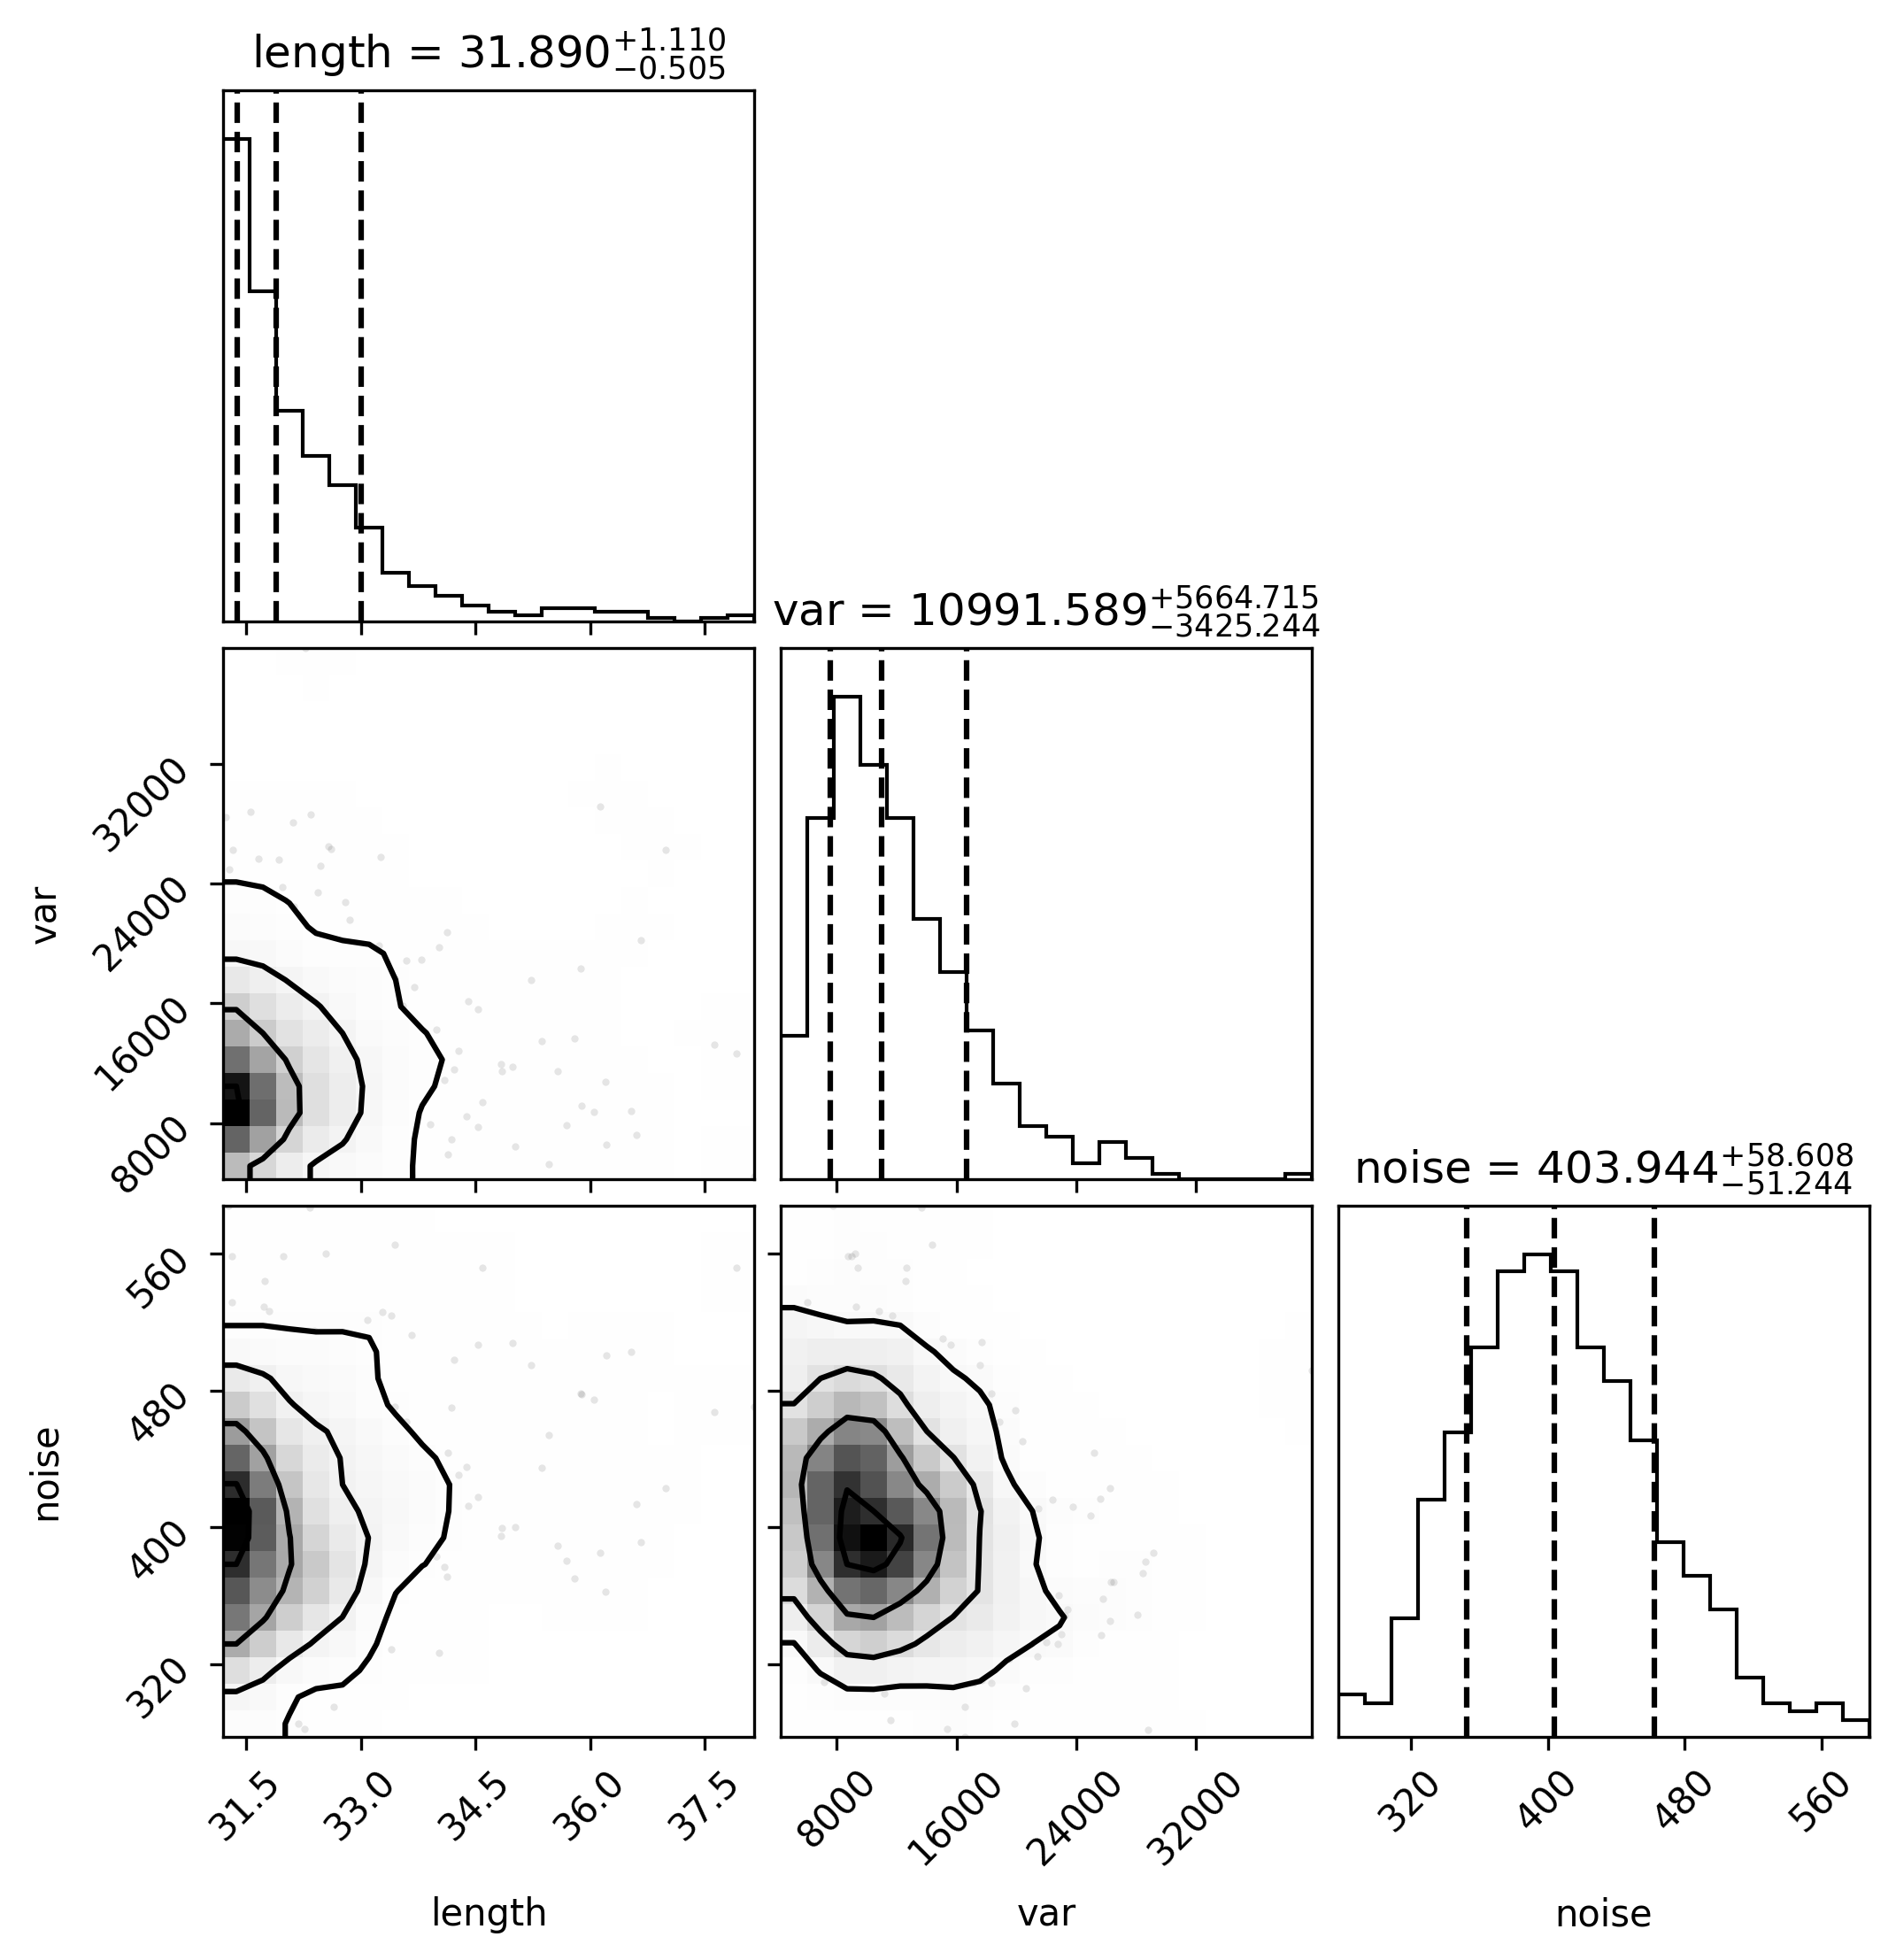 length = 31.890+1.110 −0.505
var = 10991.589+5664.715 −3425.244
32000
24000
16000
8000
var
noise = 403.944+58.608 −51.244
560
480
400
320
noise
31.5 33.0 34.5 36.0 37.5
8000 16000 24000 32000
320 400 480 560
length var noise